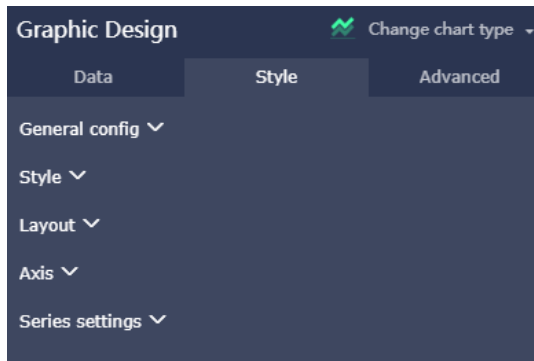 Graphic Design Change chart type
Data Style Advanced
General config
Style
Layout
Axis
Series settings